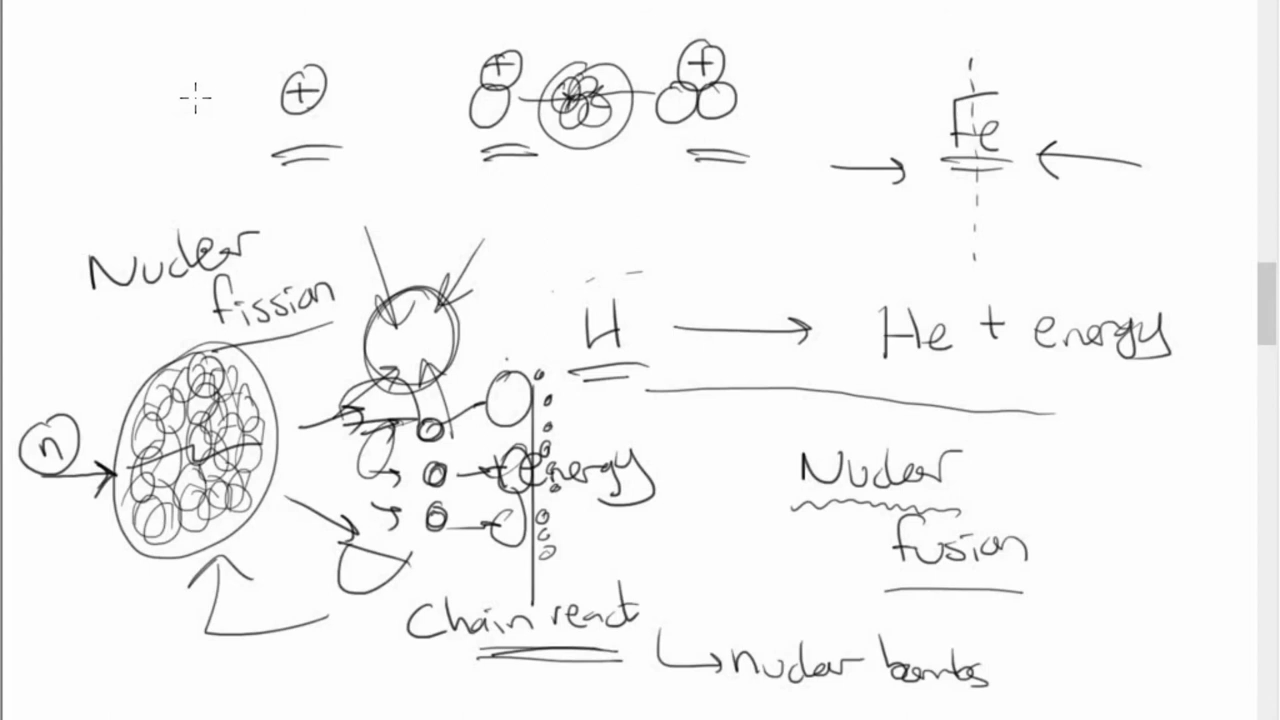 +
+
+
Fe
Nuclear
fission
H → He + energy
n
+ energy
Nuclear
fusion
Chain react
↳ nuclear bombs